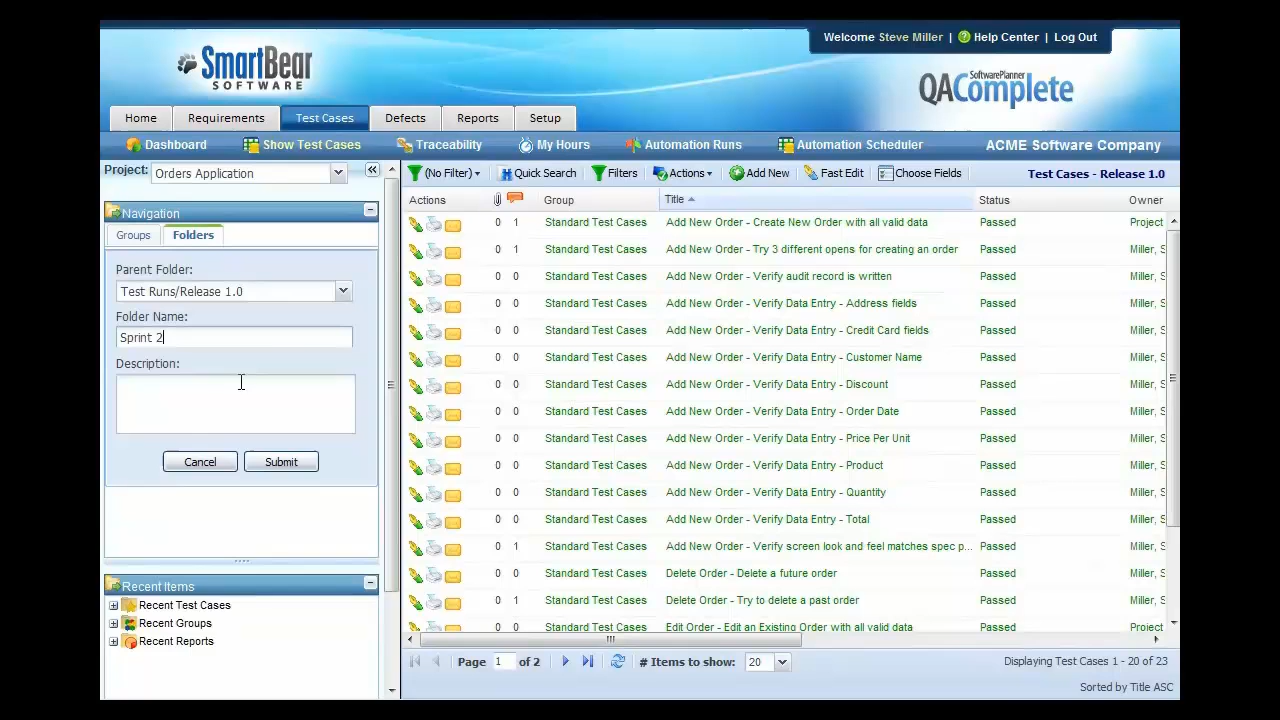 Welcome Steve Miller | Help Center | Log Out
SmartBear
SOFTWARE
SoftwarePlanner
QAComplete
Home
Requirements
Test Cases
Defects
Reports
Setup
Dashboard
Show Test Cases
Traceability
My Hours
Automation Runs
Automation Scheduler
ACME Software Company
Project:
Orders Application
Navigation
Groups
Folders
Parent Folder:
Test Runs/Release 1.0
Folder Name:
Sprint 2
Description:
Cancel
Submit
Recent Items
Recent Test Cases
Recent Groups
Recent Reports
(No Filter)
Quick Search
Filters
Actions
Add New
Fast Edit
Choose Fields
Test Cases - Release 1.0
Actions Group Title Status Owner
0 1 Standard Test Cases Add New Order - Create New Order with all valid data Passed Project
0 1 Standard Test Cases Add New Order - Try 3 different opens for creating an order Passed Miller, S
0 0 Standard Test Cases Add New Order - Verify audit record is written Passed Miller, S
0 0 Standard Test Cases Add New Order - Verify Data Entry - Address fields Passed Miller, S
0 0 Standard Test Cases Add New Order - Verify Data Entry - Credit Card fields Passed Miller, S
0 0 Standard Test Cases Add New Order - Verify Data Entry - Customer Name Passed Miller, S
0 0 Standard Test Cases Add New Order - Verify Data Entry - Discount Passed Miller, S
0 0 Standard Test Cases Add New Order - Verify Data Entry - Order Date Passed Miller, S
0 0 Standard Test Cases Add New Order - Verify Data Entry - Price Per Unit Passed Miller, S
0 0 Standard Test Cases Add New Order - Verify Data Entry - Product Passed Miller, S
0 0 Standard Test Cases Add New Order - Verify Data Entry - Quantity Passed Miller, S
0 0 Standard Test Cases Add New Order - Verify Data Entry - Total Passed Miller, S
0 1 Standard Test Cases Add New Order - Verify screen look and feel matches spec p... Passed Miller, S
0 0 Standard Test Cases Delete Order - Delete a future order Passed Miller, S
0 1 Standard Test Cases Delete Order - Try to delete a past order Passed Miller, S
0 0 Standard Test Cases Edit Order - Edit an Existing Order with all valid data Passed Project
Page 1 of 2
# Items to show: 20
Displaying Test Cases 1 - 20 of 23
Sorted by Title ASC